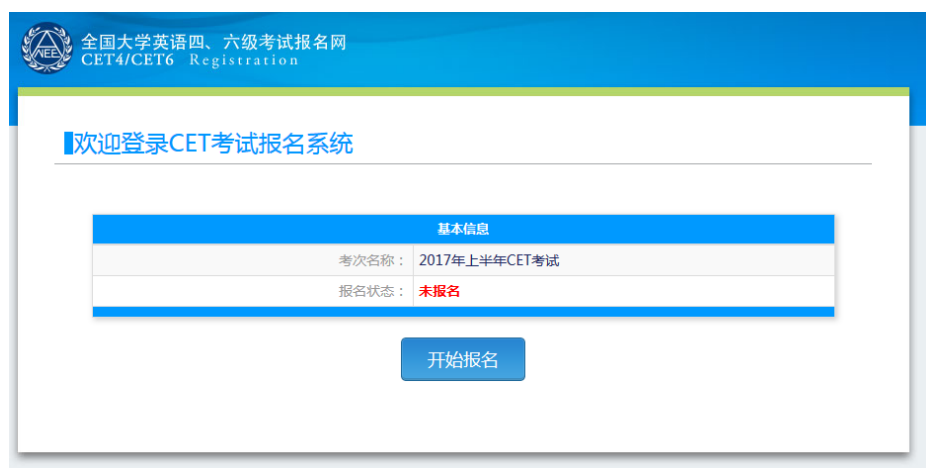 NEE
全国大学英语四、六级考试报名网
CET4/CET6 Registration
欢迎登录CET考试报名系统
基本信息
考次名称： 2017年上半年CET考试
报名状态： 未报名
开始报名